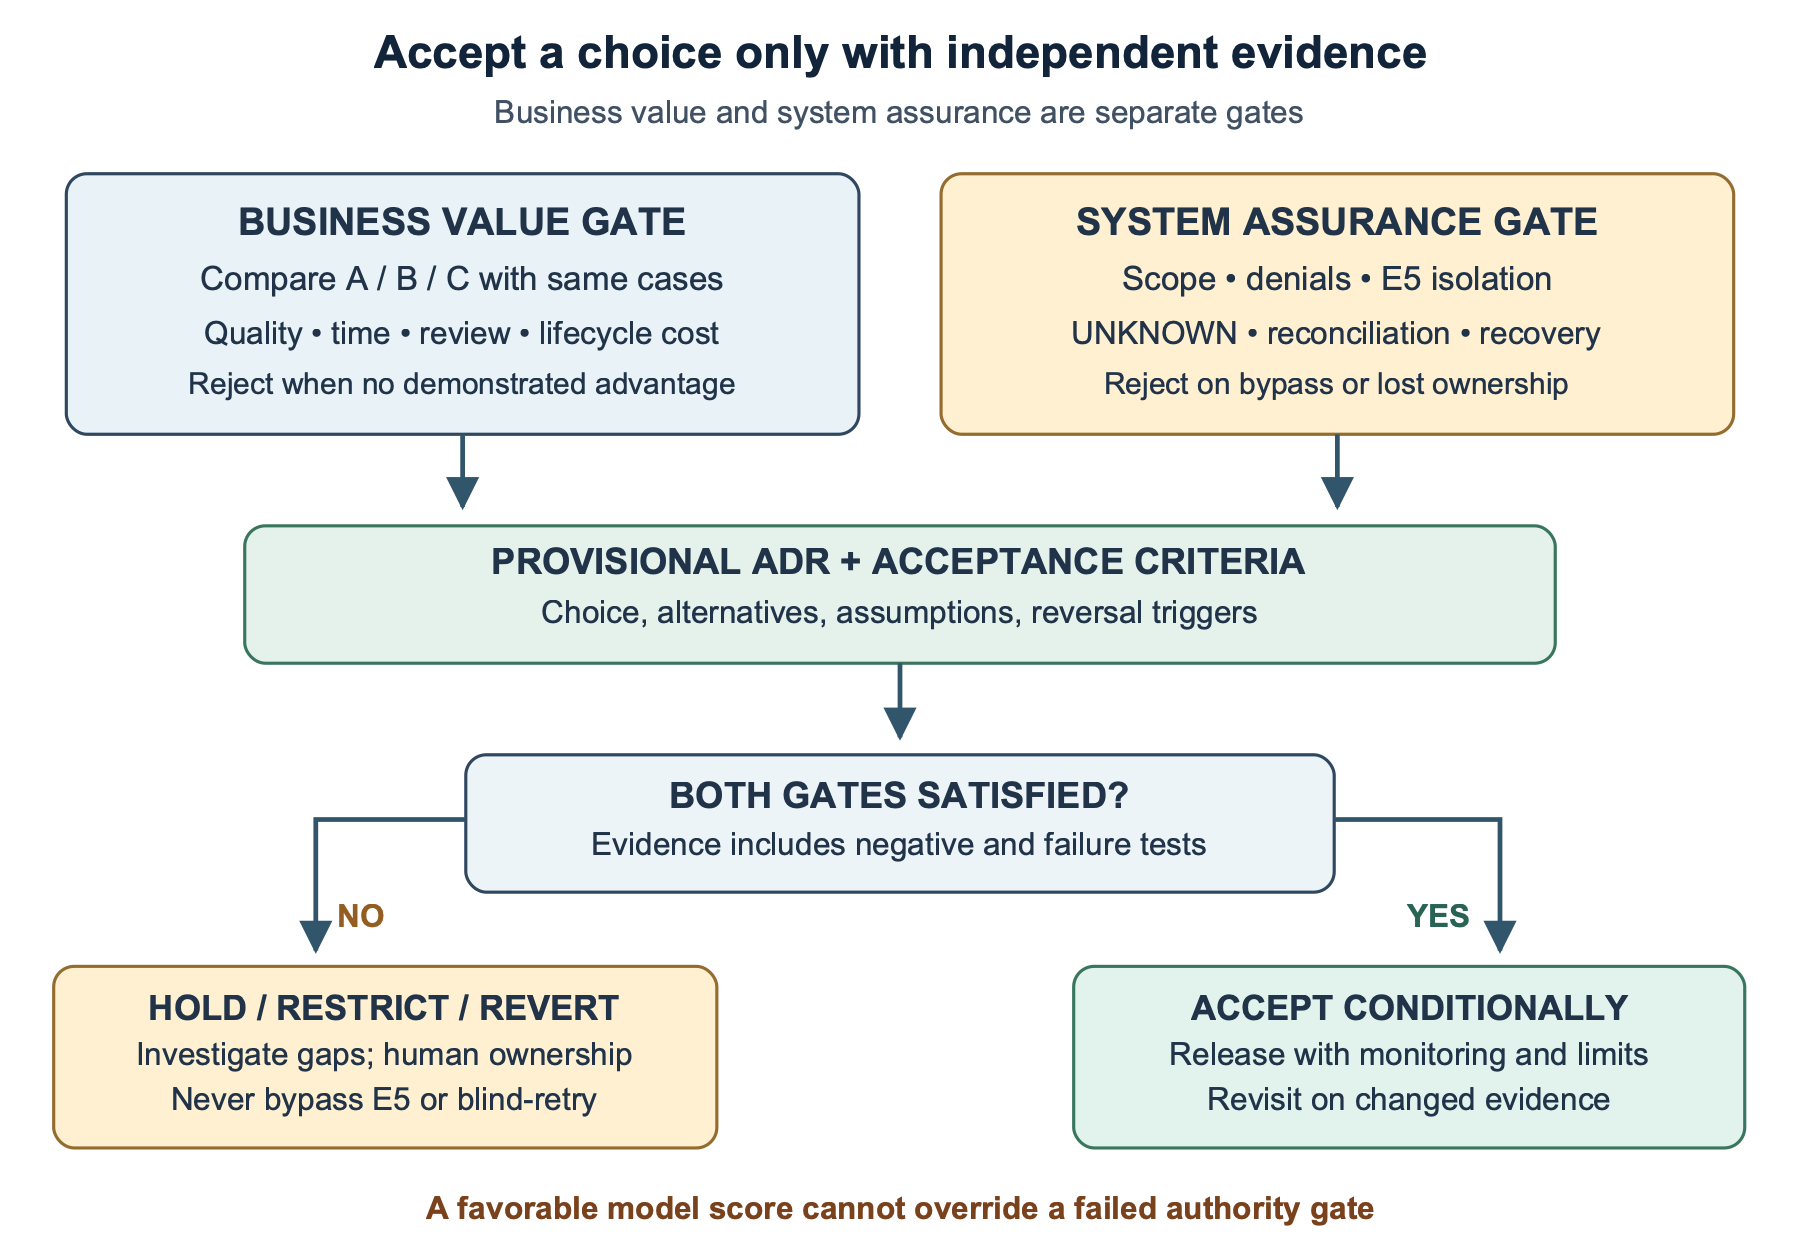 Accept a choice only with independent evidence
Business value and system assurance are separate gates
BUSINESS VALUE GATE
Compare A / B / C with same cases
Quality • time • review • lifecycle cost
Reject when no demonstrated advantage
SYSTEM ASSURANCE GATE
Scope • denials • E5 isolation
UNKNOWN • reconciliation • recovery
Reject on bypass or lost ownership
PROVISIONAL ADR + ACCEPTANCE CRITERIA
Choice, alternatives, assumptions, reversal triggers
BOTH GATES SATISFIED?
Evidence includes negative and failure tests
NO
YES
HOLD / RESTRICT / REVERT
Investigate gaps; human ownership
Never bypass E5 or blind-retry
ACCEPT CONDITIONALLY
Release with monitoring and limits
Revisit on changed evidence
A favorable model score cannot override a failed authority gate